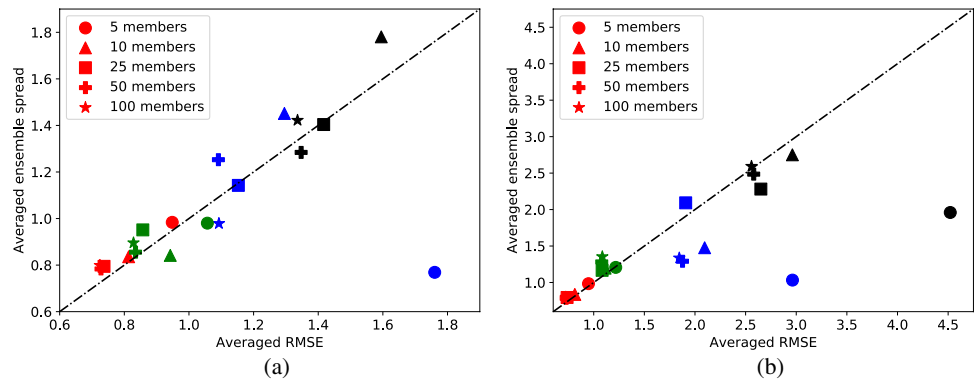 5 members
10 members
25 members
50 members
100 members
Averaged ensemble spread
1.8
1.6
1.4
1.2
1.0
0.8
0.6
0.6 0.8 1.0 1.2 1.4 1.6 1.8
Averaged RMSE
(a)
5 members
10 members
25 members
50 members
100 members
Averaged ensemble spread
4.5
4.0
3.5
3.0
2.5
2.0
1.5
1.0
1.0 1.5 2.0 2.5 3.0 3.5 4.0 4.5
Averaged RMSE
(b)